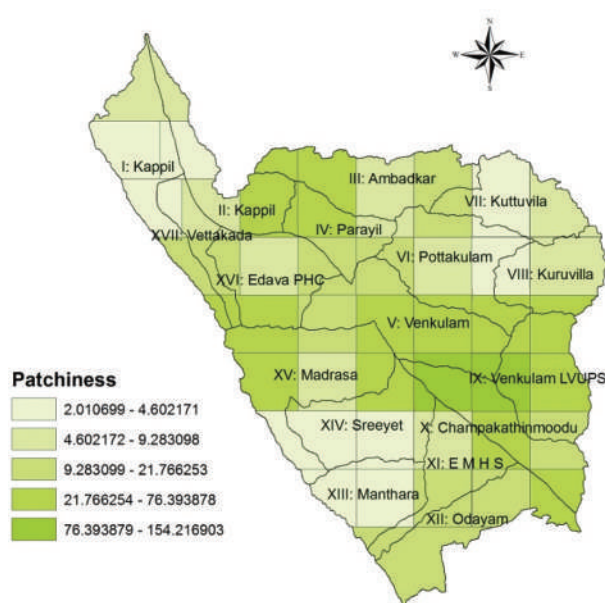 N
W E
S
I: Kappil
III: Ambadkar
VII: Kuttuvila
II: Kappil
IV: Parayil
XVII: Vettakada
VI: Pottakulam
XVI: Edava PHC
VIII: Kuruvilla
V: Venkulam
XV: Madrasa
IX: Venkulam LVUPS
XIV: Sreeyet
X: Champakathinmoodu
XI: E M H S
XIII: Manthara
XII: Odayam
Patchiness
2.010699 - 4.602171
4.602172 - 9.283098
9.283099 - 21.766253
21.766254 - 76.393878
76.393879 - 154.216903